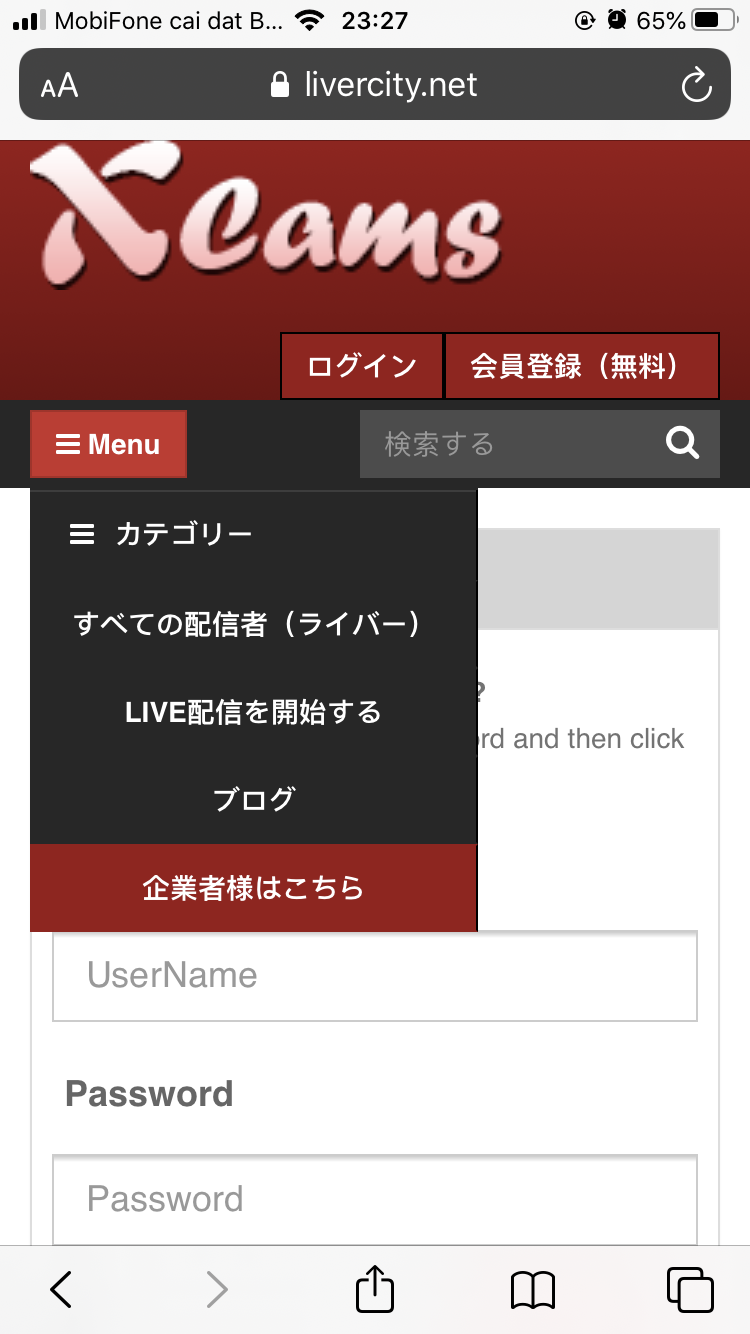 MobiFone cai dat B... 23:27 65%
AA livercity.net
XCams
ログイン 会員登録（無料）
Menu 検索する
カテゴリー
すべての配信者（ライバー）
?
LIVE配信を開始する
rd and then click
ブログ
企業者様はこちら
UserName
Password
Password